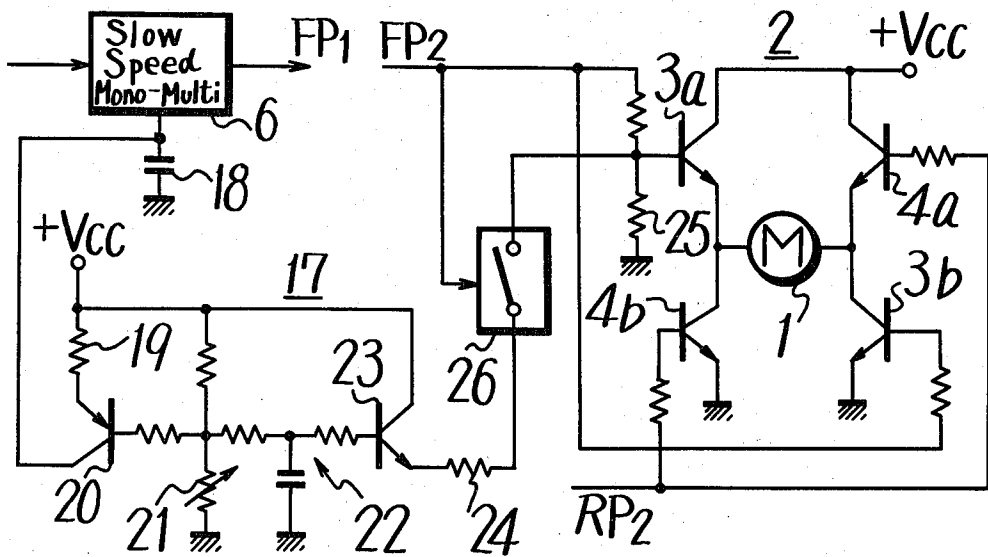 Slow
Speed
Mono-Multi
FP1
FP2
2
+Vcc
3a
6
18
4a
25
+Vcc
17
1
3b
4b
19
26
23
20
21
22
24
RP2
M